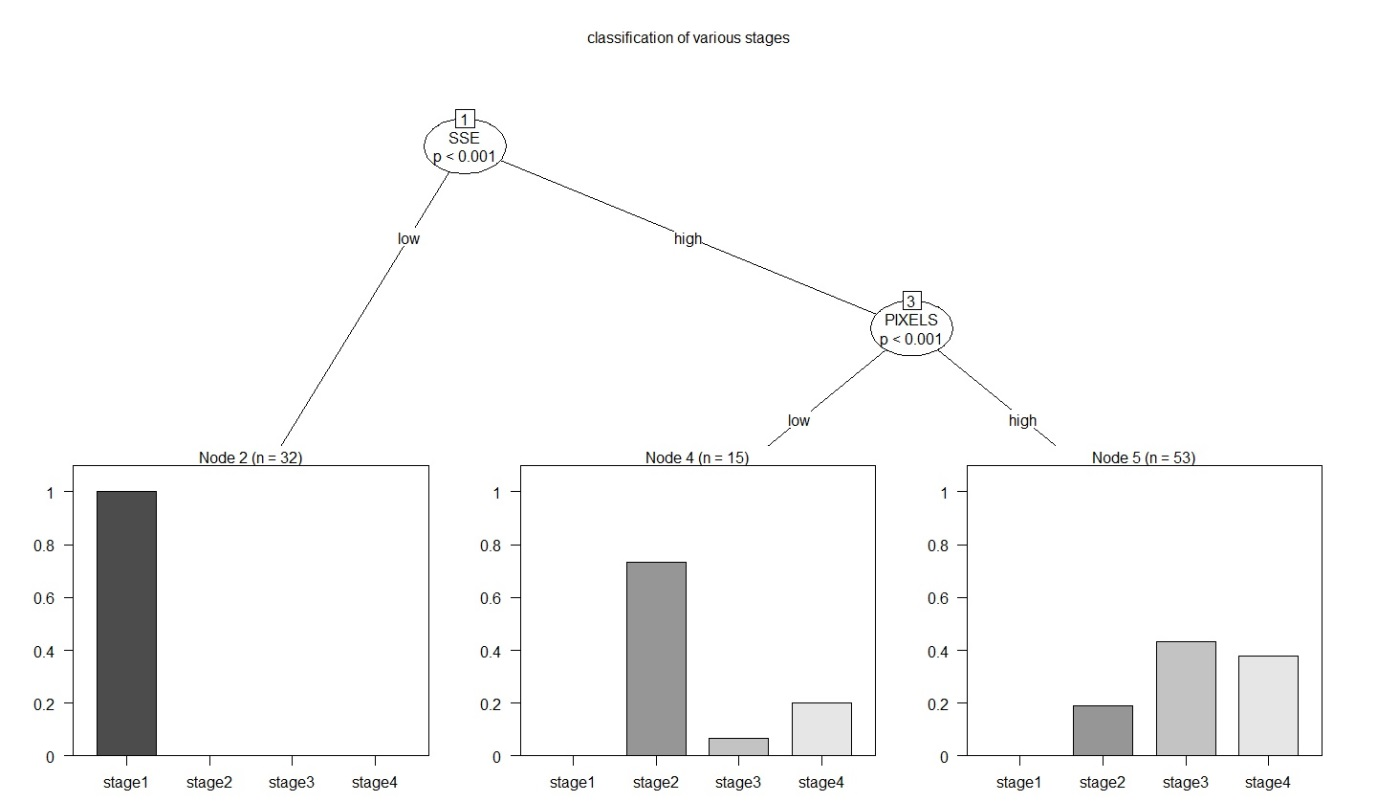 classification of various stages
1
SSE
p < 0.001
low
high
3
PIXELS
p < 0.001
low
high
Node 2 (n = 32)
1
0.8
0.6
0.4
0.2
0
stage1 stage2 stage3 stage4
Node 4 (n = 15)
1
0.8
0.6
0.4
0.2
0
stage1 stage2 stage3 stage4
Node 5 (n = 53)
1
0.8
0.6
0.4
0.2
0
stage1 stage2 stage3 stage4